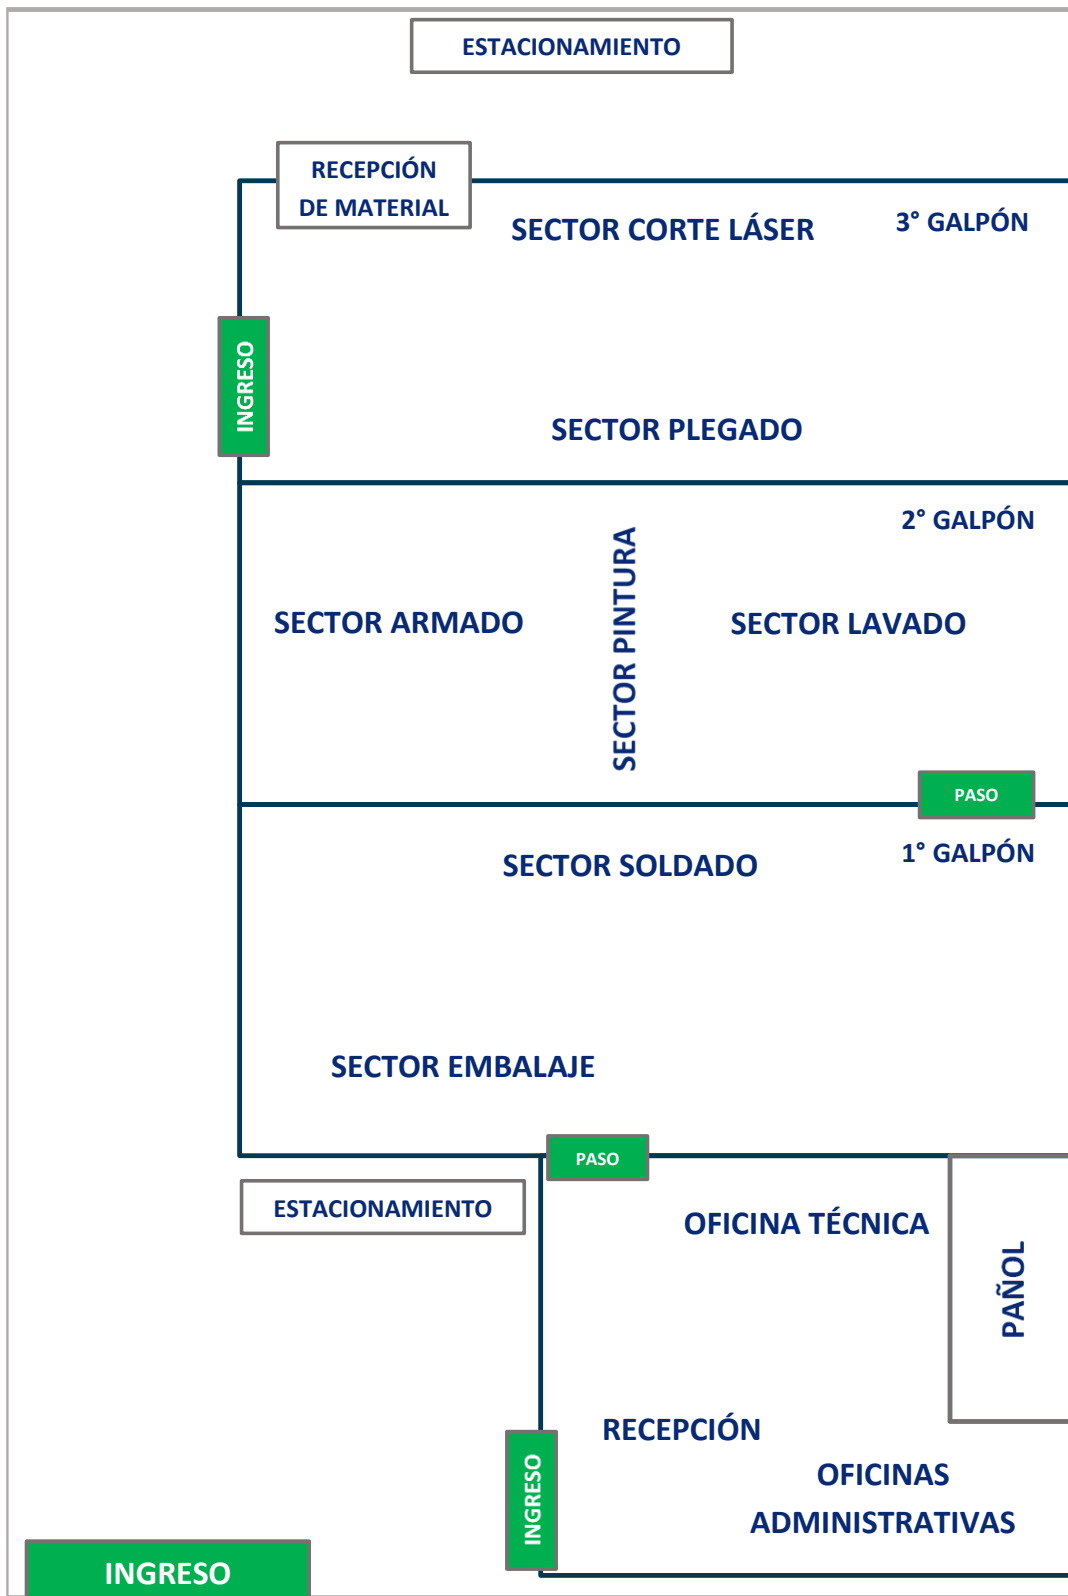 ESTACIONAMIENTO
RECEPCIÓN
DE MATERIAL
SECTOR CORTE LÁSER
3° GALPÓN
INGRESO
SECTOR PLEGADO
2° GALPÓN
SECTOR ARMADO
SECTOR PINTURA
SECTOR LAVADO
PASO
SECTOR SOLDADO
1° GALPÓN
SECTOR EMBALAJE
PASO
ESTACIONAMIENTO
OFICINA TÉCNICA
PAÑOL
RECEPCIÓN
INGRESO
OFICINAS
ADMINISTRATIVAS
INGRESO